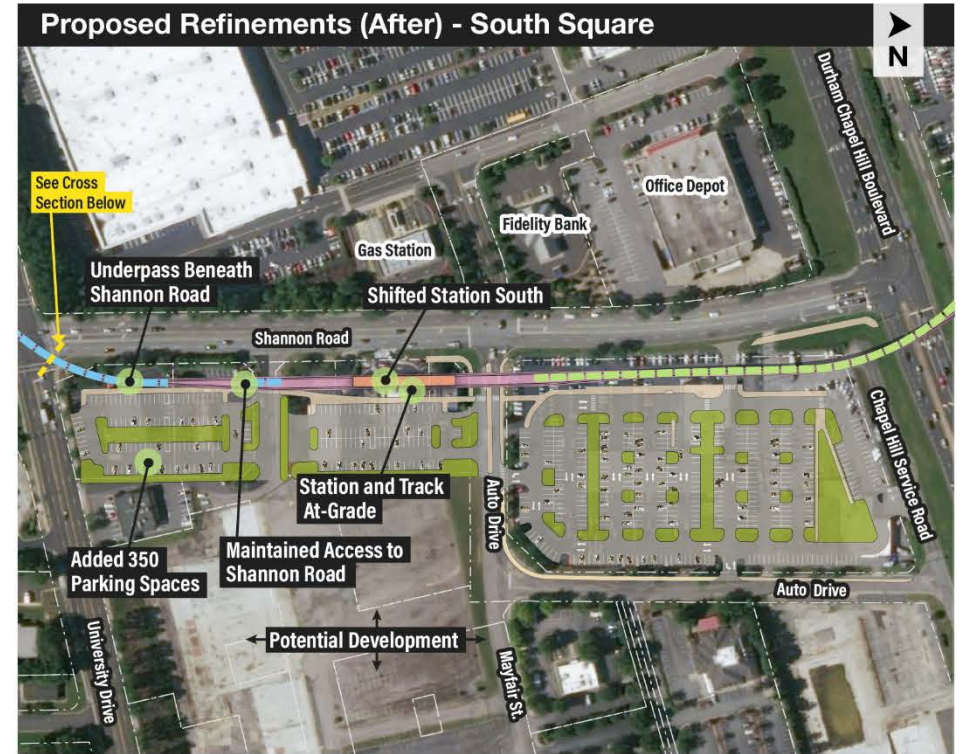 Proposed Refinements (After) - South Square
N
Durham Chapel Hill Boulevard
See Cross
Section Below
Office Depot
Fidelity Bank
Gas Station
Underpass Beneath
Shannon Road
Shifted Station South
Shannon Road
Station and Track
At-Grade
Auto Drive
Chapel Hill Service Road
Added 350
Parking Spaces
Maintained Access to
Shannon Road
Auto Drive
Potential Development
University Drive
Mayfair St.